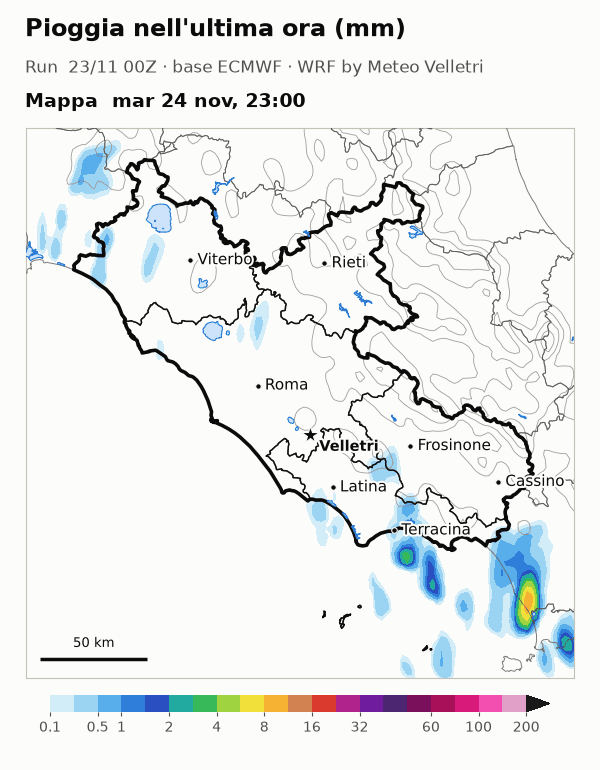 Pioggia nell'ultima ora (mm)
Run  23/11 00Z · base ECMWF · WRF by Meteo Velletri
Mappa  mar 24 nov, 23:00
Viterbo
Rieti
Roma
Velletri
Frosinone
Cassino
Latina
Terracina
50 km
0.1 0.5 1 2 4 8 16 32 60 100 200